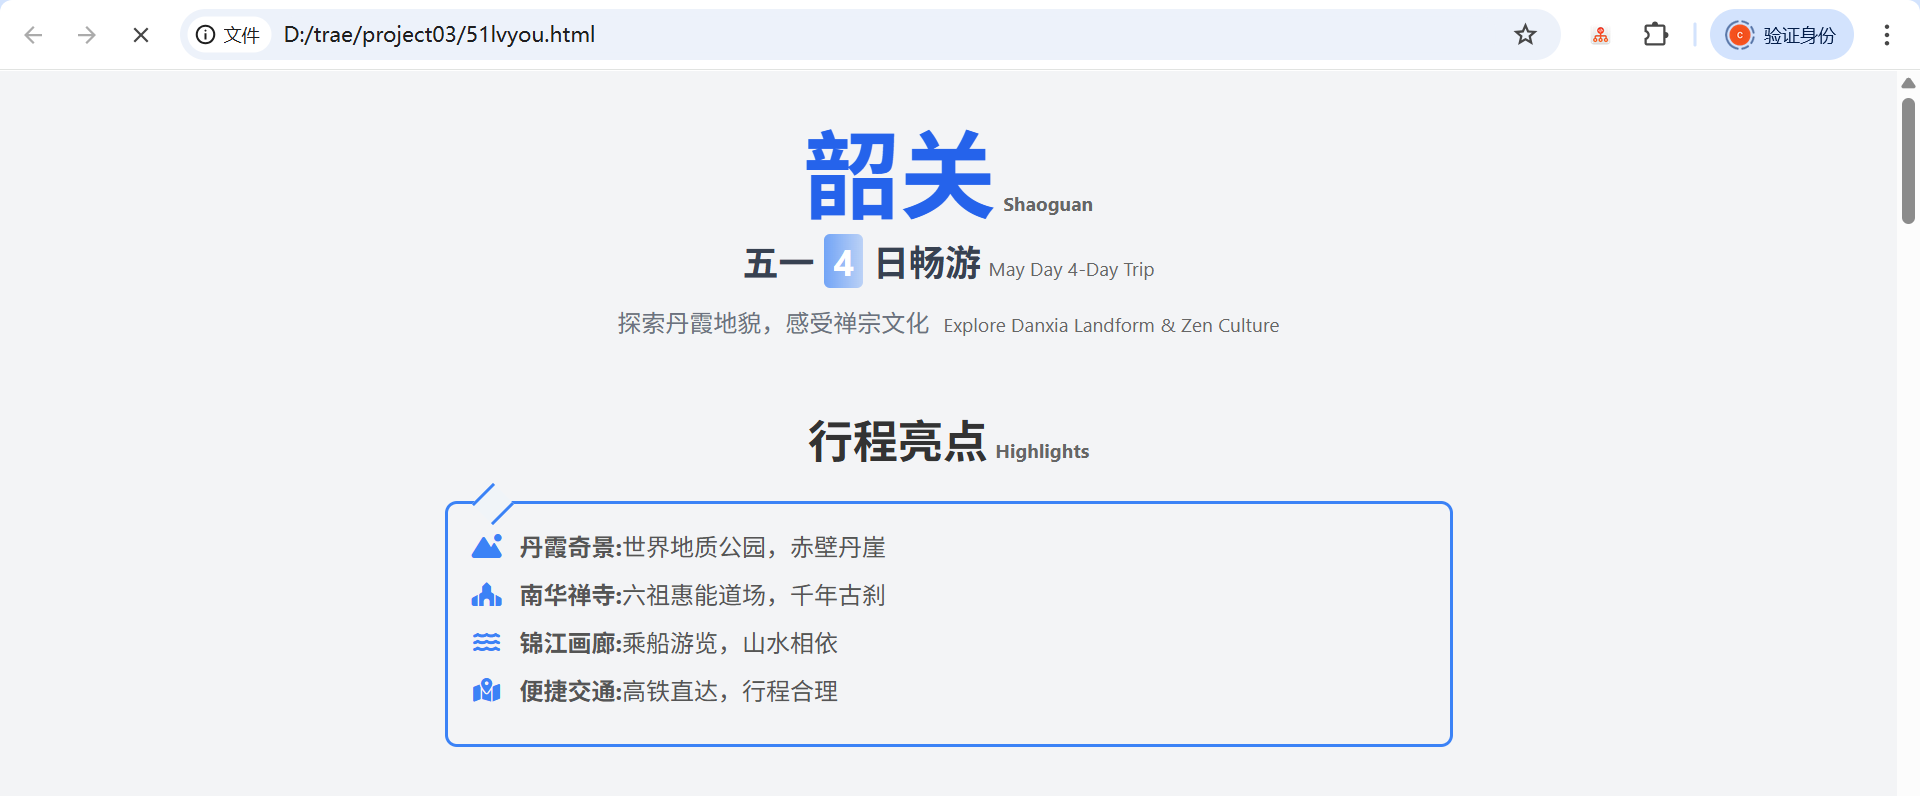 文件 D:/trae/project03/51lvyou.html C 验证身份
韶关 Shaoguan
五一 4 日畅游 May Day 4-Day Trip
探索丹霞地貌，感受禅宗文化 Explore Danxia Landform & Zen Culture
行程亮点 Highlights
丹霞奇景:世界地质公园，赤壁丹崖
南华禅寺:六祖惠能道场，千年古刹
锦江画廊:乘船游览，山水相依
便捷交通:高铁直达，行程合理